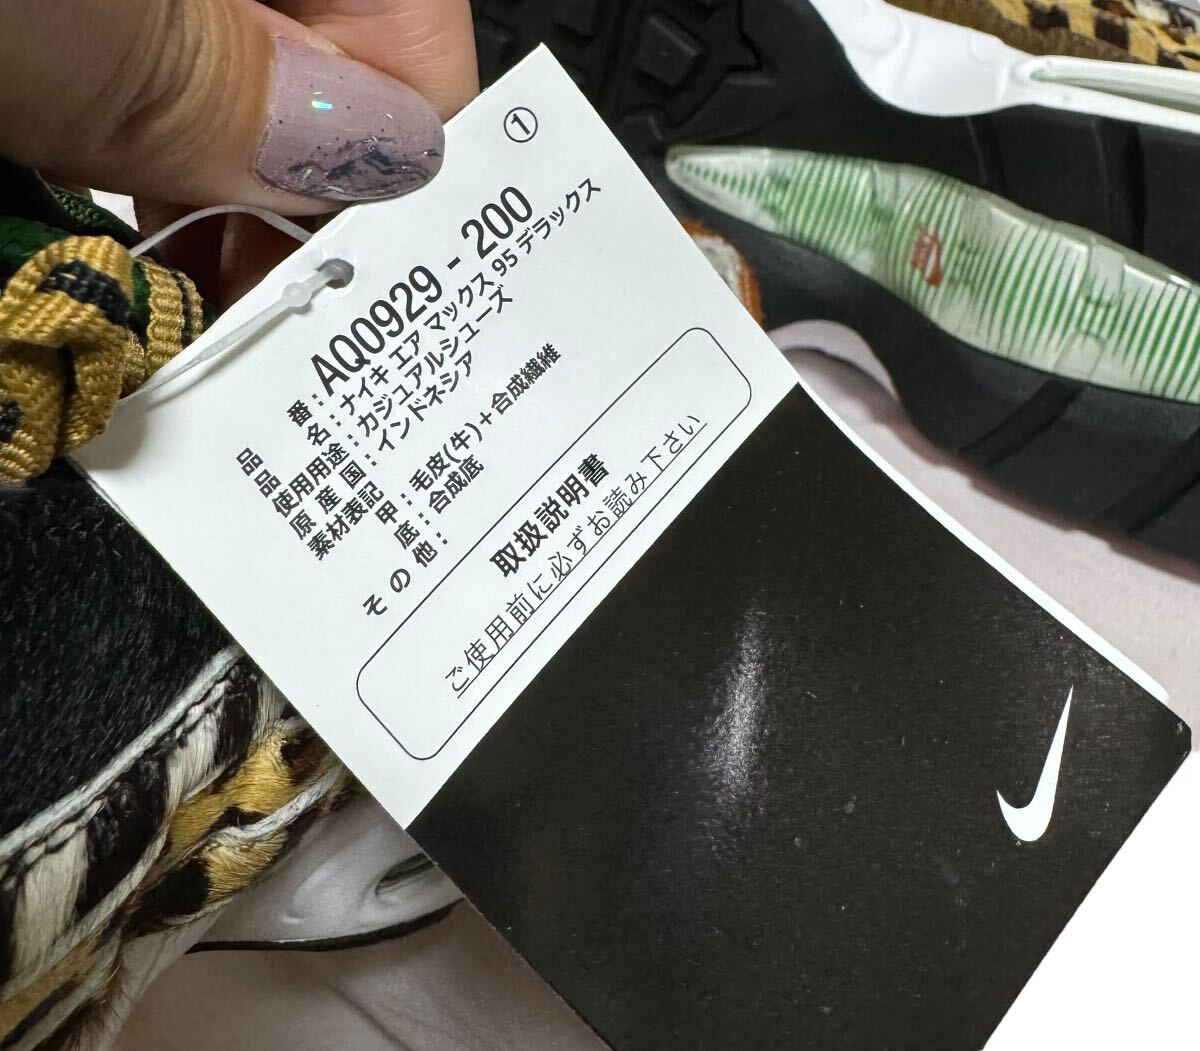 ①
品番：AQ0929 - 200
品名：ナイキ エア マックス 95 デラックス
使用用途：カジュアルシューズ
原産国：インドネシア
素材表記
甲：毛皮(牛)＋合成繊維
底：合成底
その他：
取扱説明書
ご使用前に必ずお読み下さい